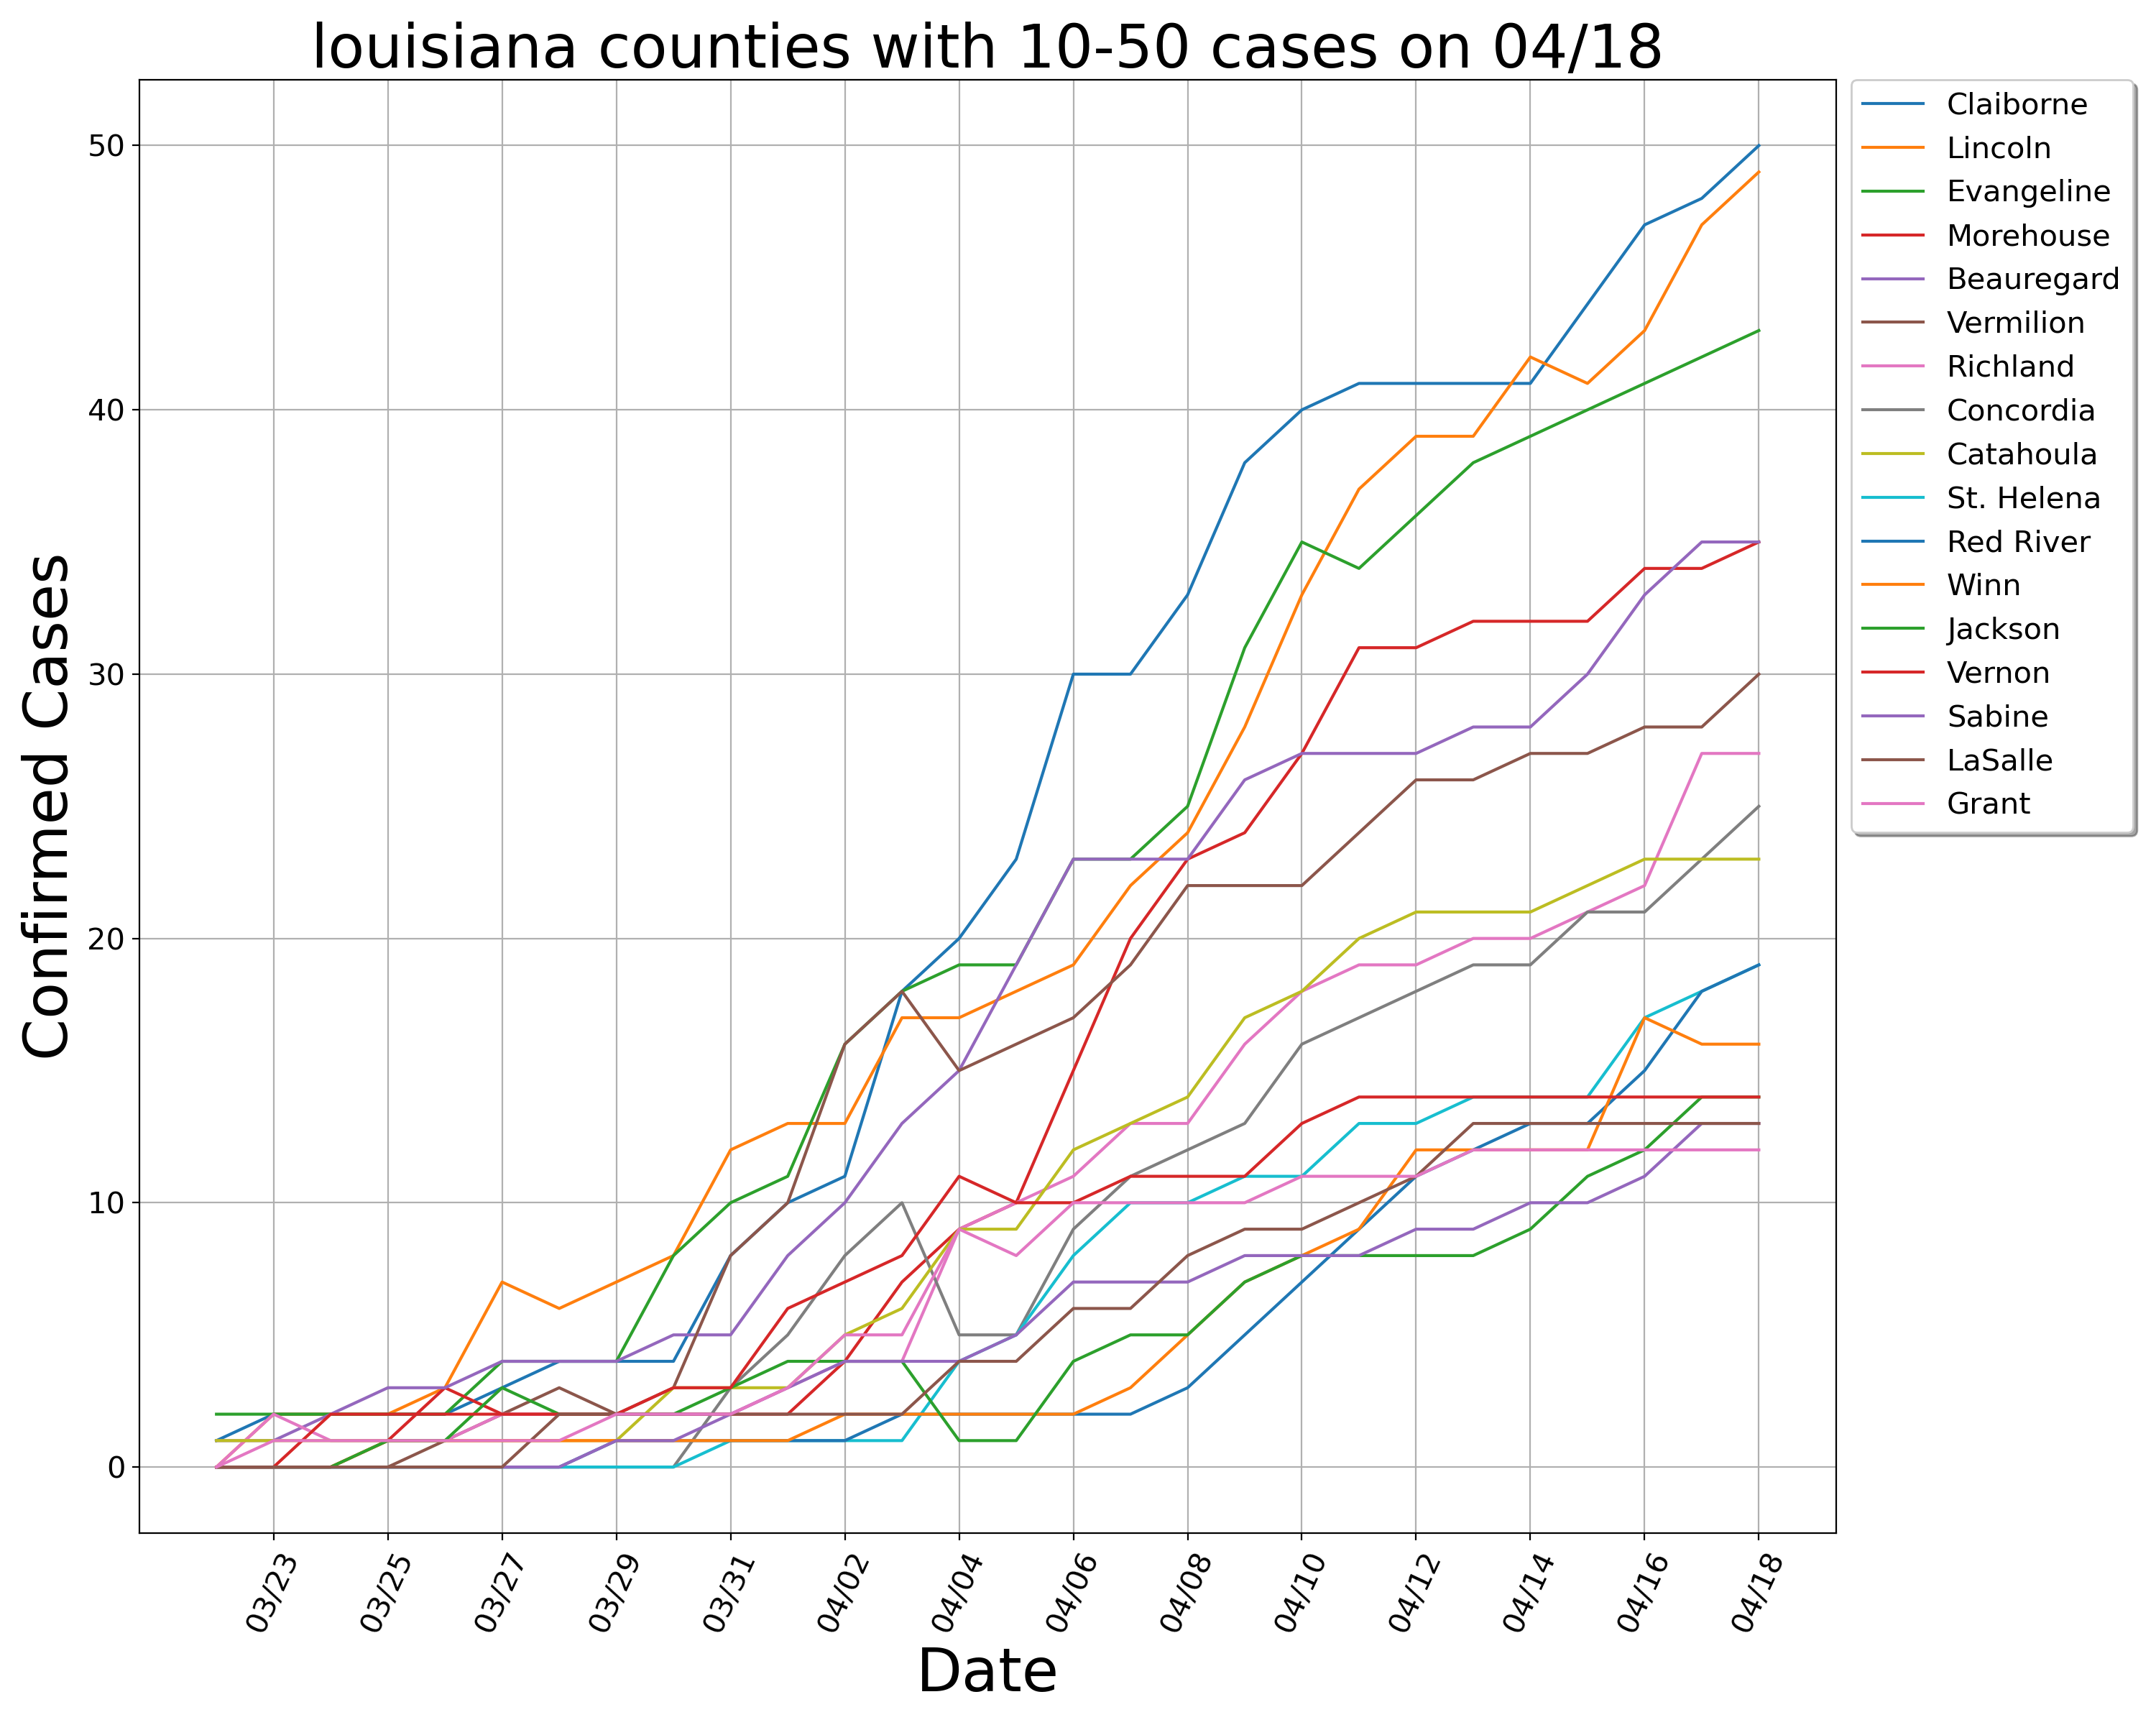 louisiana counties with 10-50 cases on 04/18
Confirmed Cases
50
40
30
20
10
0
03/23
03/25
03/27
03/29
03/31
04/02
04/04
04/06
04/08
04/10
04/12
04/14
04/16
04/18
Date
Claiborne
Lincoln
Evangeline
Morehouse
Beauregard
Vermilion
Richland
Concordia
Catahoula
St. Helena
Red River
Winn
Jackson
Vernon
Sabine
LaSalle
Grant